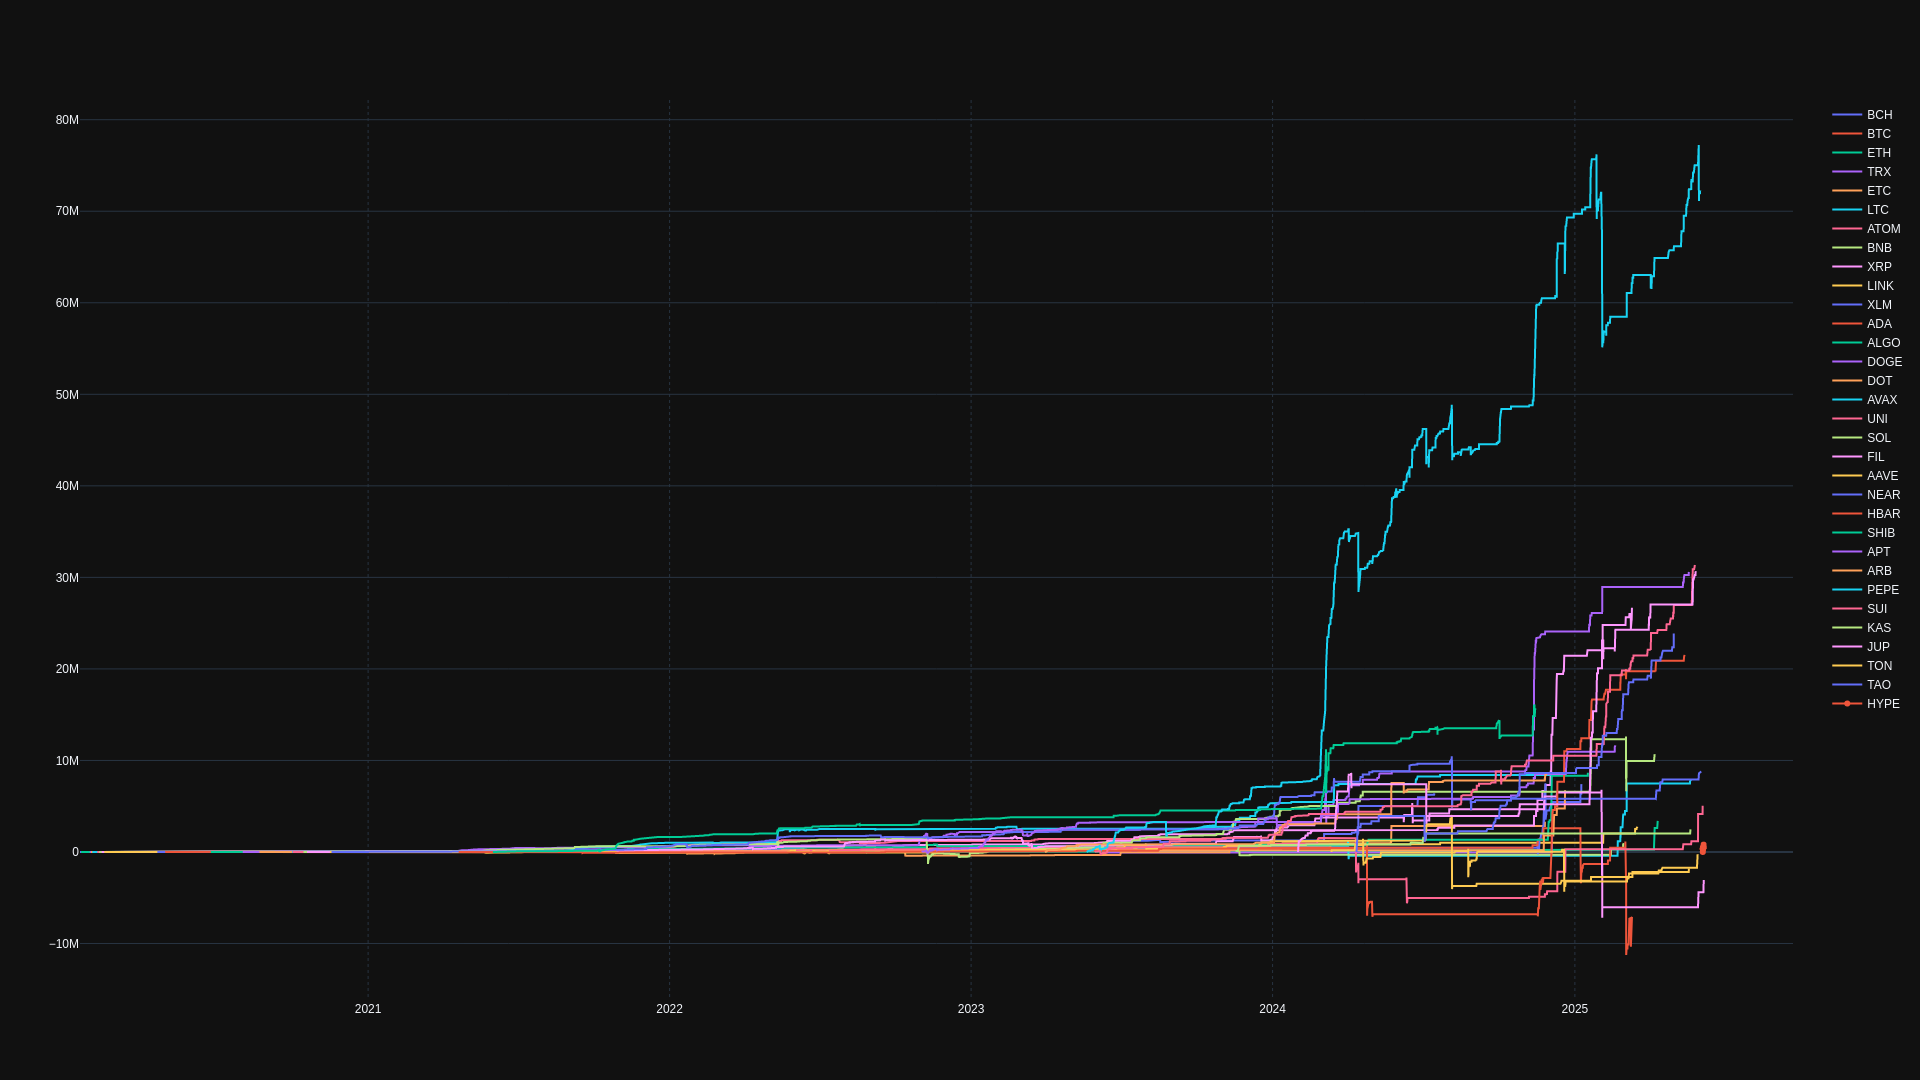 80M
70M
60M
50M
40M
30M
20M
10M
0
−10M
2021
2022
2023
2024
2025
BCH
BTC
ETH
TRX
ETC
LTC
ATOM
BNB
XRP
LINK
XLM
ADA
ALGO
DOGE
DOT
AVAX
UNI
SOL
FIL
AAVE
NEAR
HBAR
SHIB
APT
ARB
PEPE
SUI
KAS
JUP
TON
TAO
HYPE